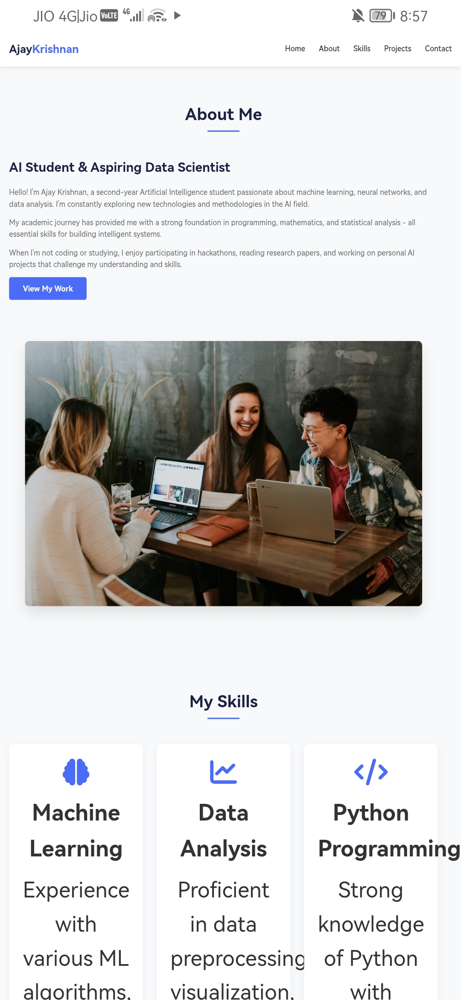 JIO 4G|Jio VoLTE 4G 79 8:57
AjayKrishnan Home About Skills Projects Contact
About Me
AI Student & Aspiring Data Scientist
Hello! I'm Ajay Krishnan, a second-year Artificial Intelligence student passionate about machine learning, neural networks, and
data analysis. I'm constantly exploring new technologies and methodologies in the AI field.
My academic journey has provided me with a strong foundation in programming, mathematics, and statistical analysis - all
essential skills for building intelligent systems.
When I'm not coding or studying, I enjoy participating in hackathons, reading research papers, and working on personal AI
projects that challenge my understanding and skills.
View My Work
My Skills
Machine
Learning
Experience
with
various ML
algorithms,
Data
Analysis
Proficient
in data
preprocessing
visualization,
Python
Programming
Strong
knowledge
of Python
with